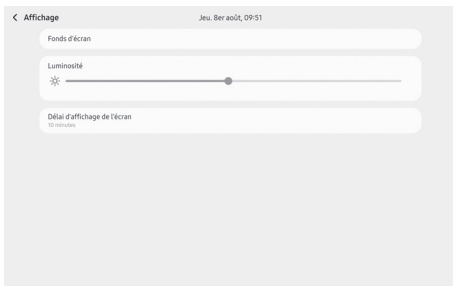 Affichage
Jeu. 8er août, 09:51
Fonds d'écran
Luminosité
Délai d'affichage de l'écran
10 minutes